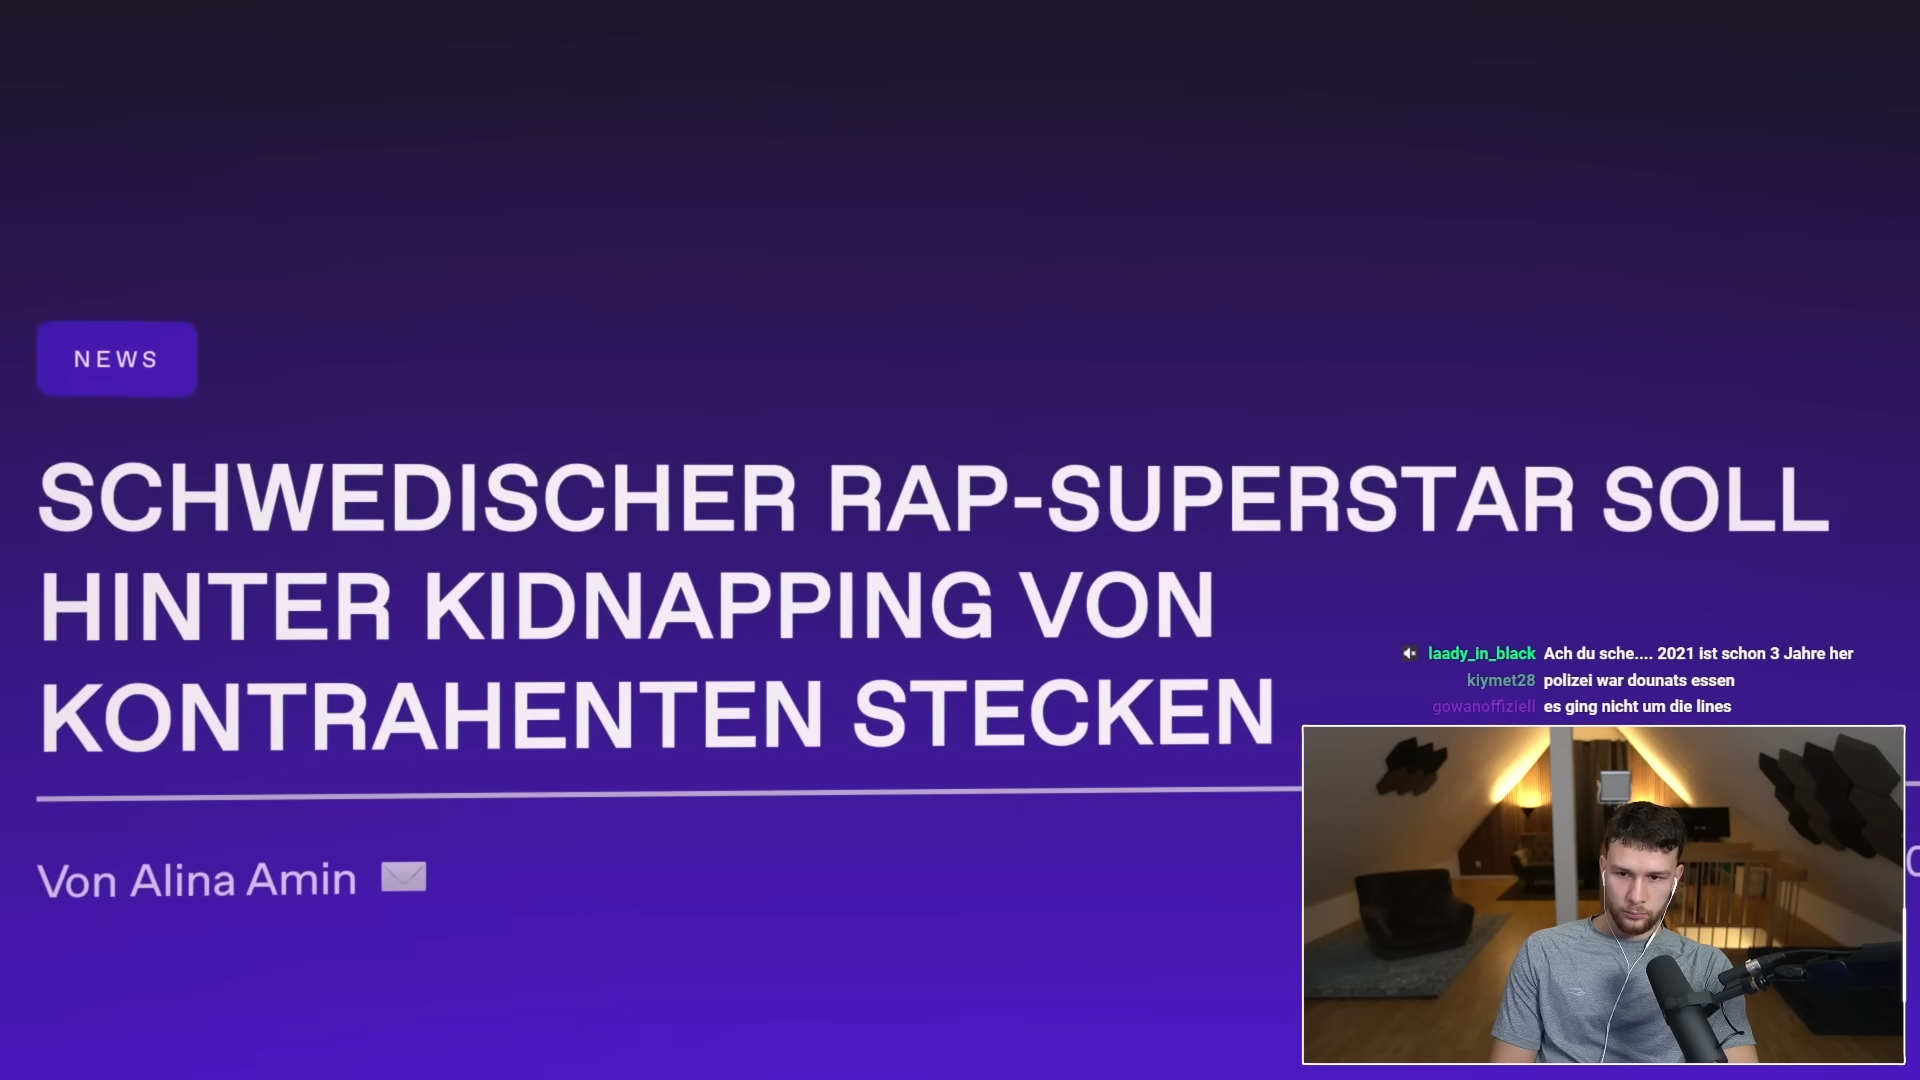 NEWS
SCHWEDISCHER RAP-SUPERSTAR SOLL
HINTER KIDNAPPING VON
KONTRAHENTEN STECKEN
Von Alina Amin
laady_in_black Ach du sche.... 2021 ist schon 3 Jahre her
kiymet28 polizei war dounats essen
gowanoffiziell es ging nicht um die lines